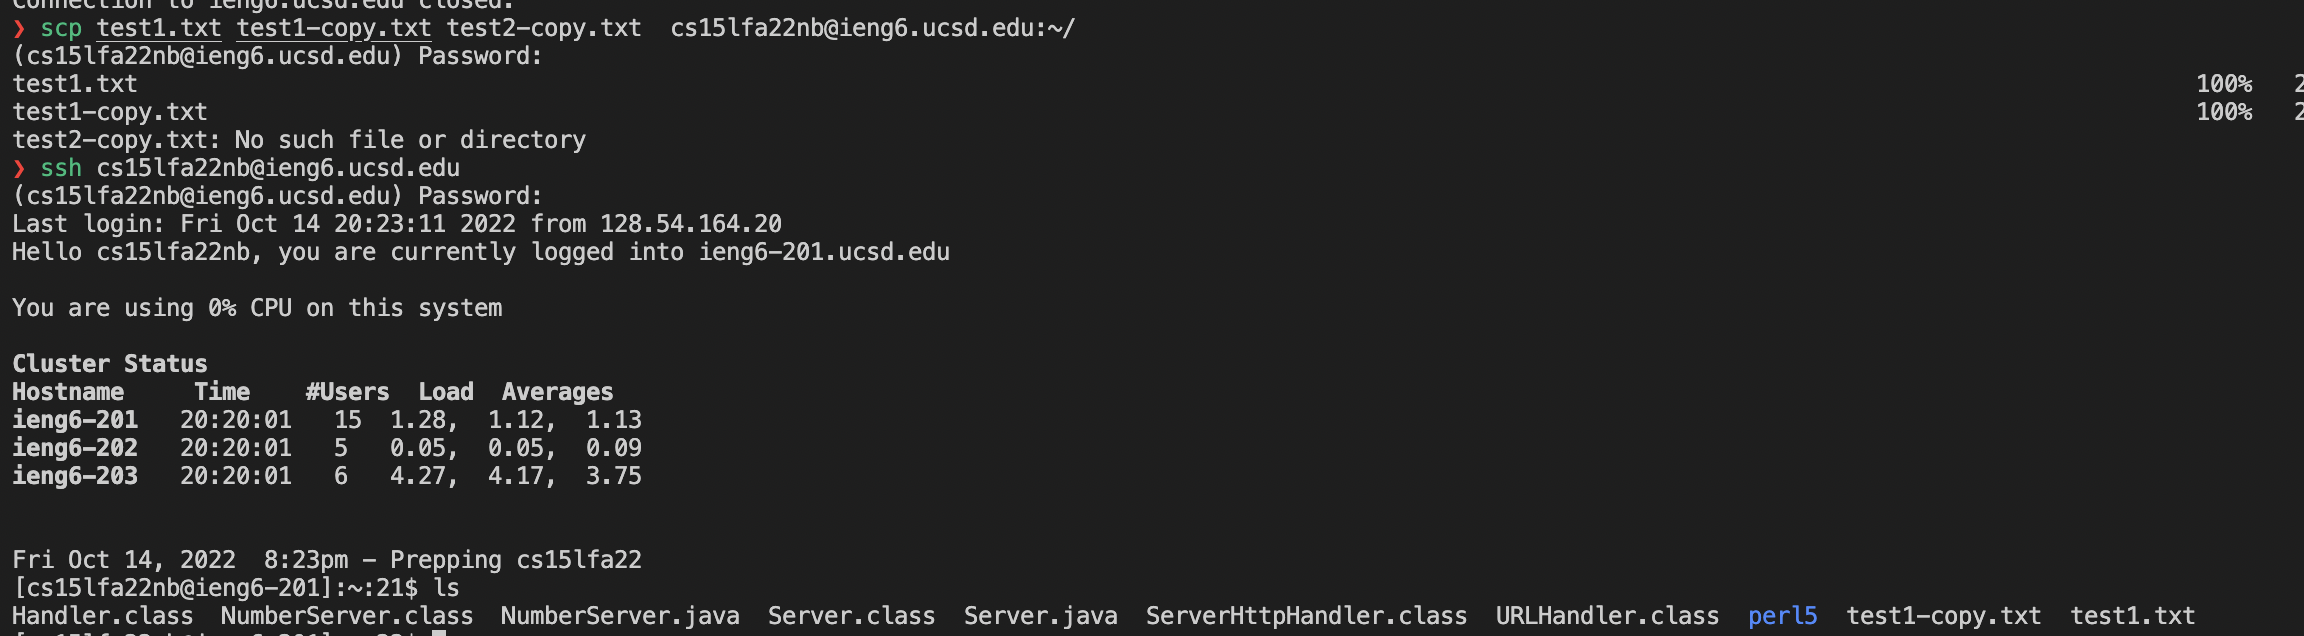 Connection to ieng6.ucsd.edu closed.
❯ scp test1.txt test1-copy.txt test2-copy.txt  cs15lfa22nb@ieng6.ucsd.edu:~/
(cs15lfa22nb@ieng6.ucsd.edu) Password:
test1.txt 100% 2
test1-copy.txt 100% 2
test2-copy.txt: No such file or directory
❯ ssh cs15lfa22nb@ieng6.ucsd.edu
(cs15lfa22nb@ieng6.ucsd.edu) Password:
Last login: Fri Oct 14 20:23:11 2022 from 128.54.164.20
Hello cs15lfa22nb, you are currently logged into ieng6-201.ucsd.edu
You are using 0% CPU on this system
Cluster Status
Hostname     Time    #Users  Load  Averages
ieng6-201   20:20:01   15  1.28,  1.12,  1.13
ieng6-202   20:20:01   5   0.05,  0.05,  0.09
ieng6-203   20:20:01   6   4.27,  4.17,  3.75
Fri Oct 14, 2022  8:23pm - Prepping cs15lfa22
[cs15lfa22nb@ieng6-201]:~:21$ ls
Handler.class  NumberServer.class  NumberServer.java  Server.class  Server.java  ServerHttpHandler.class  URLHandler.class  perl5  test1-copy.txt  test1.txt